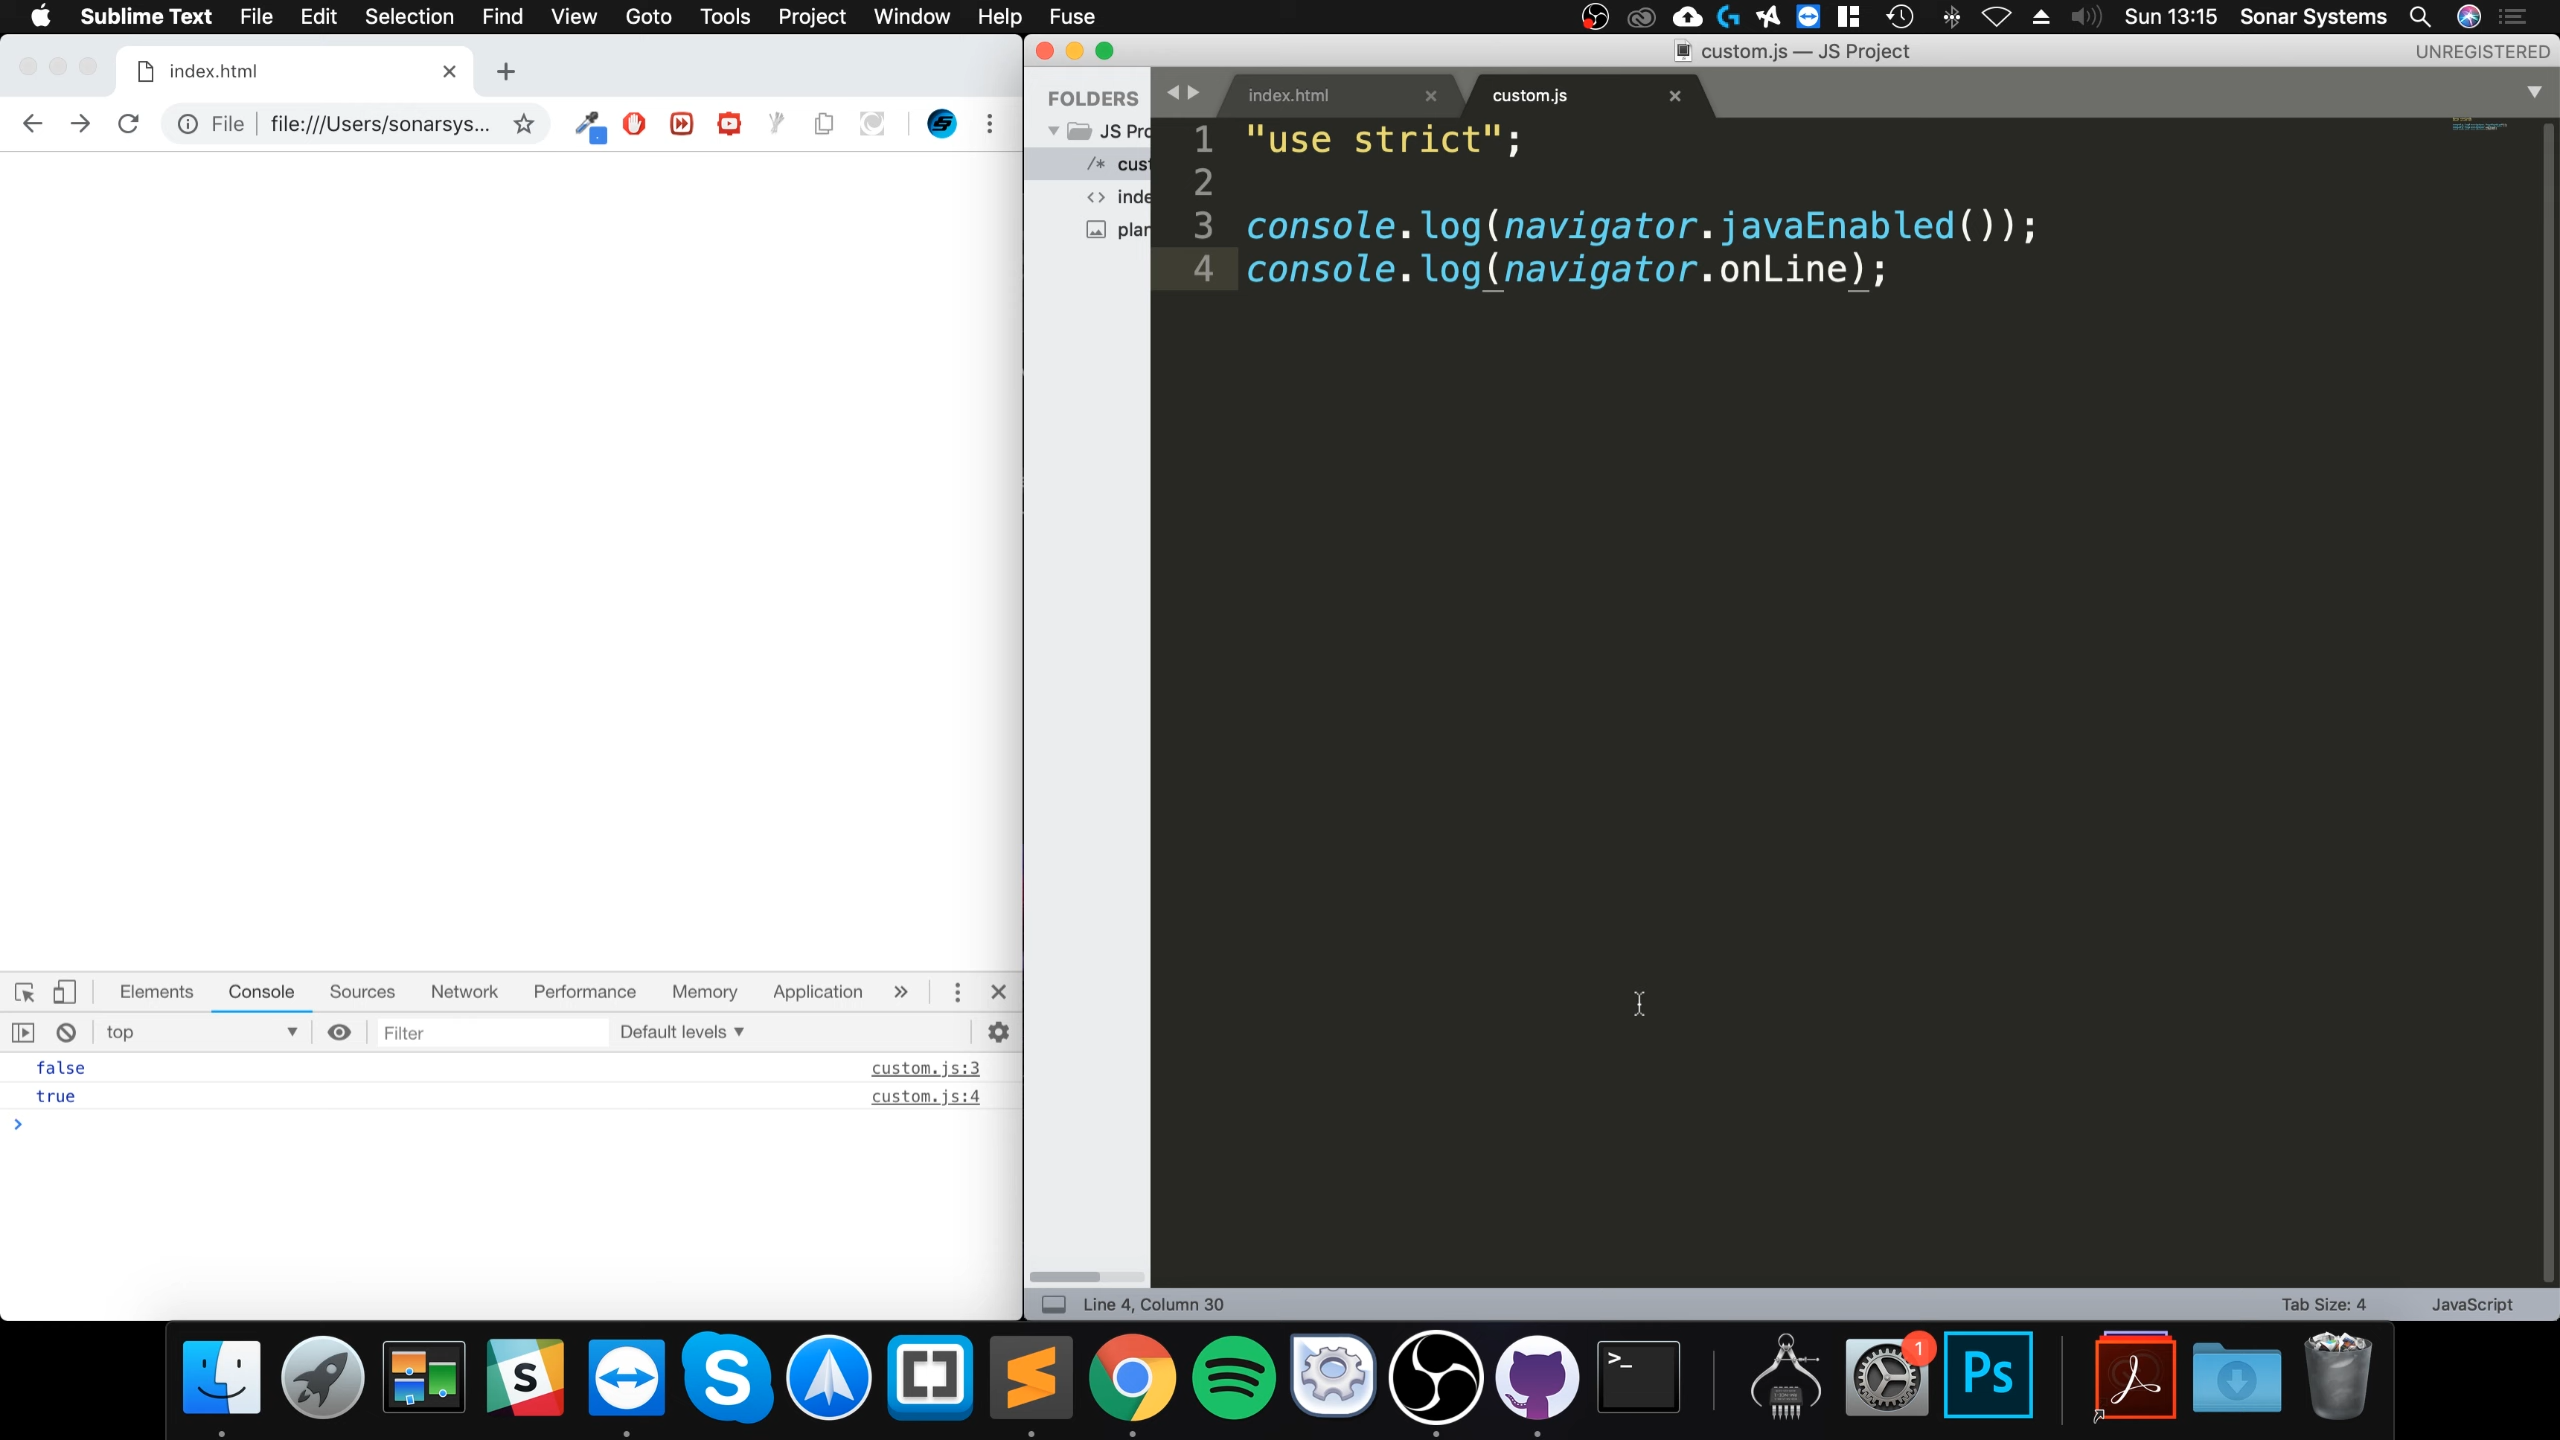 Sublime Text File Edit Selection Find View Goto Tools Project Window Help Fuse
Sun 13:15 Sonar Systems
index.html
File file:///Users/sonarsys...
custom.js — JS Project
UNREGISTERED
FOLDERS
JS Pro
/* cust
<> inde
plan
index.html
custom.js
1 "use strict";
2
3 console.log(navigator.javaEnabled());
4 console.log(navigator.onLine);
Elements Console Sources Network Performance Memory Application »
top Filter Default levels
false custom.js:3
true custom.js:4
>
Line 4, Column 30
Tab Size: 4 JavaScript
S
S
>_
1
Ps